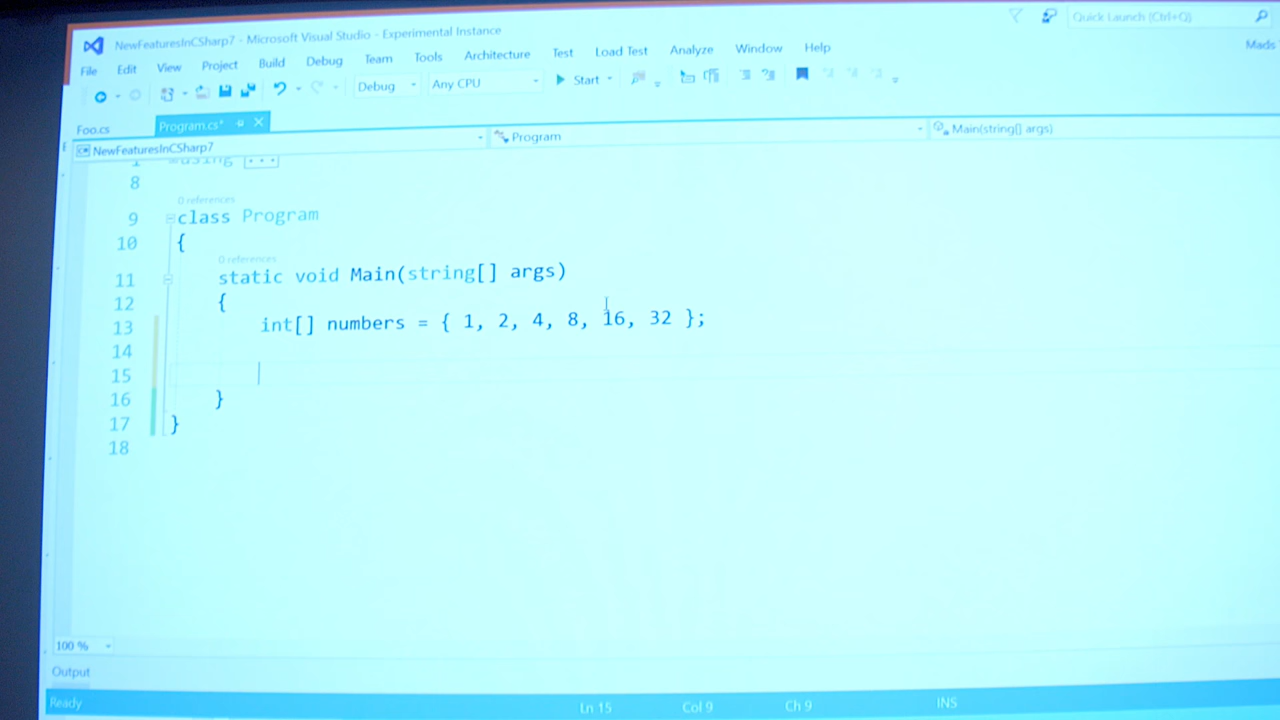 NewFeaturesInCSharp7 - Microsoft Visual Studio - Experimental Instance
Quick Launch (Ctrl+Q)
File Edit View Project Build Debug Team Tools Architecture Test Load Test Analyze Window Help
Mads
Debug Any CPU Start
Foo.cs Program.cs*
NewFeaturesInCSharp7 Program Main(string[] args)
using ...
8
0 references
9 class Program
10 {
0 references
11 static void Main(string[] args)
12 {
13 int[] numbers = { 1, 2, 4, 8, 16, 32 };
14
15
16 }
17 }
18
100 %
Output
Ready Ln 15 Col 9 Ch 9 INS